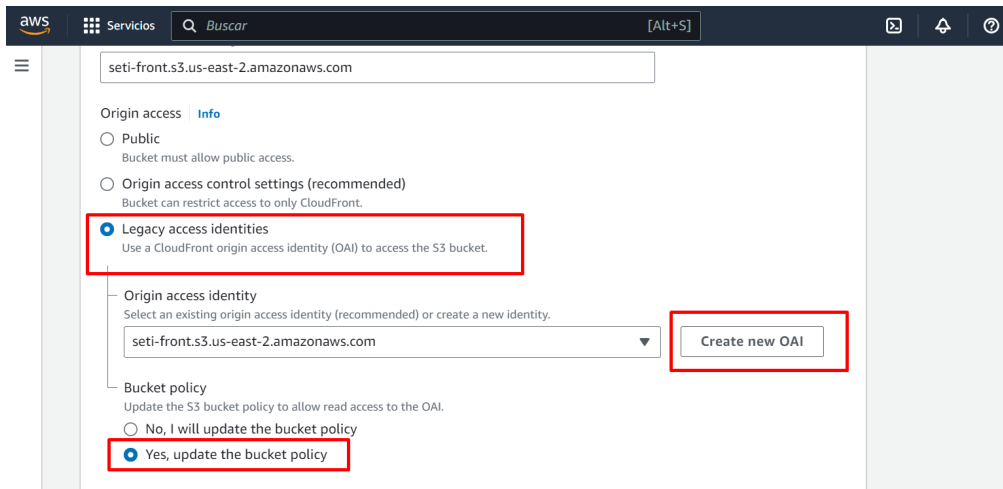 aws
Servicios
Buscar
[Alt+S]
seti-front.s3.us-east-2.amazonaws.com
Origin access
Info
Public
Bucket must allow public access.
Origin access control settings (recommended)
Bucket can restrict access to only CloudFront.
Legacy access identities
Use a CloudFront origin access identity (OAI) to access the S3 bucket.
Origin access identity
Select an existing origin access identity (recommended) or create a new identity.
seti-front.s3.us-east-2.amazonaws.com
Create new OAI
Bucket policy
Update the S3 bucket policy to allow read access to the OAI.
No, I will update the bucket policy
Yes, update the bucket policy